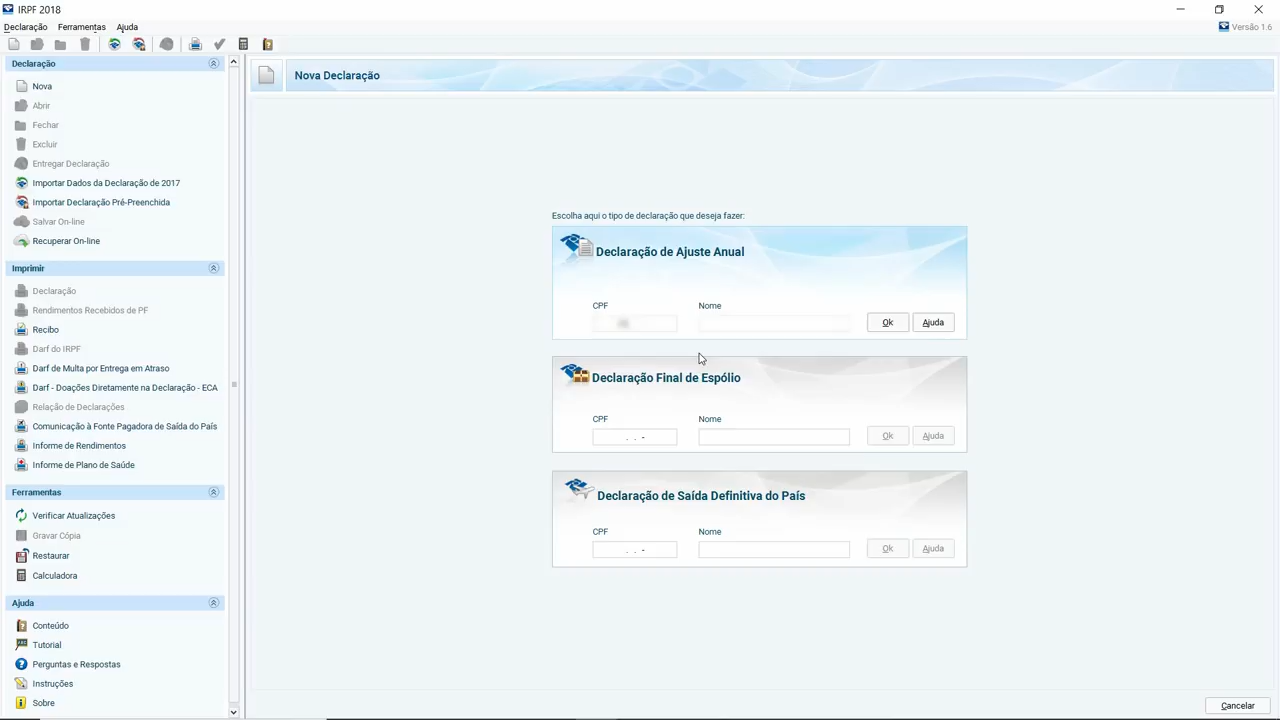 IRPF 2018
Declaração Ferramentas Ajuda
Versão 1.6
Declaração
Nova
Abrir
Fechar
Excluir
Entregar Declaração
Importar Dados da Declaração de 2017
Importar Declaração Pré-Preenchida
Salvar On-line
Recuperar On-line
Imprimir
Declaração
Rendimentos Recebidos de PF
Recibo
Darf do IRPF
Darf de Multa por Entrega em Atraso
Darf - Doações Diretamente na Declaração - ECA
Relação de Declarações
Comunicação à Fonte Pagadora de Saída do País
Informe de Rendimentos
Informe de Plano de Saúde
Ferramentas
Verificar Atualizações
Gravar Cópia
Restaurar
Calculadora
Ajuda
Conteúdo
Tutorial
Perguntas e Respostas
Instruções
Sobre
Nova Declaração
Escolha aqui o tipo de declaração que deseja fazer:
Declaração de Ajuste Anual
CPF Nome
Ok Ajuda
Declaração Final de Espólio
CPF Nome
. . - Ok Ajuda
Declaração de Saída Definitiva do País
CPF Nome
. . - Ok Ajuda
Cancelar